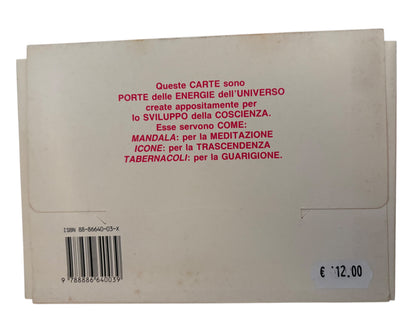 Queste CARTE sono
PORTE delle ENERGIE dell'UNIVERSO
create appositamente per
lo SVILUPPO della COSCIENZA.
Esse servono COME:
MANDALA: per la MEDITAZIONE
ICONE: per la TRASCENDENZA
TABERNACOLI: per la GUARIGIONE.
ISBN 88-86640-03-X
9 788886 640039
€ 12.00